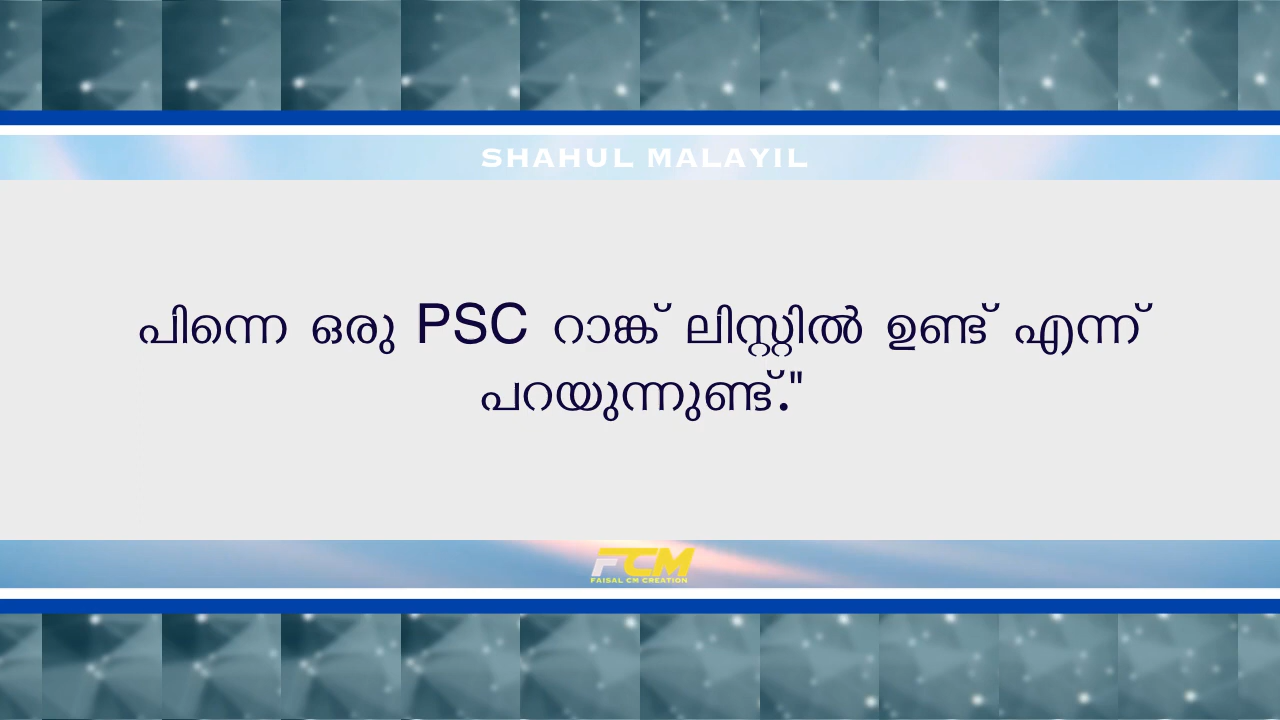 SHAHUL MALAYIL
പിന്നെ ഒരു PSC റാങ്ക് ലിസ്റ്റിൽ ഉണ്ട് എന്ന്
പറയുന്നുണ്ട്."
FCM
FAISAL CM CREATION